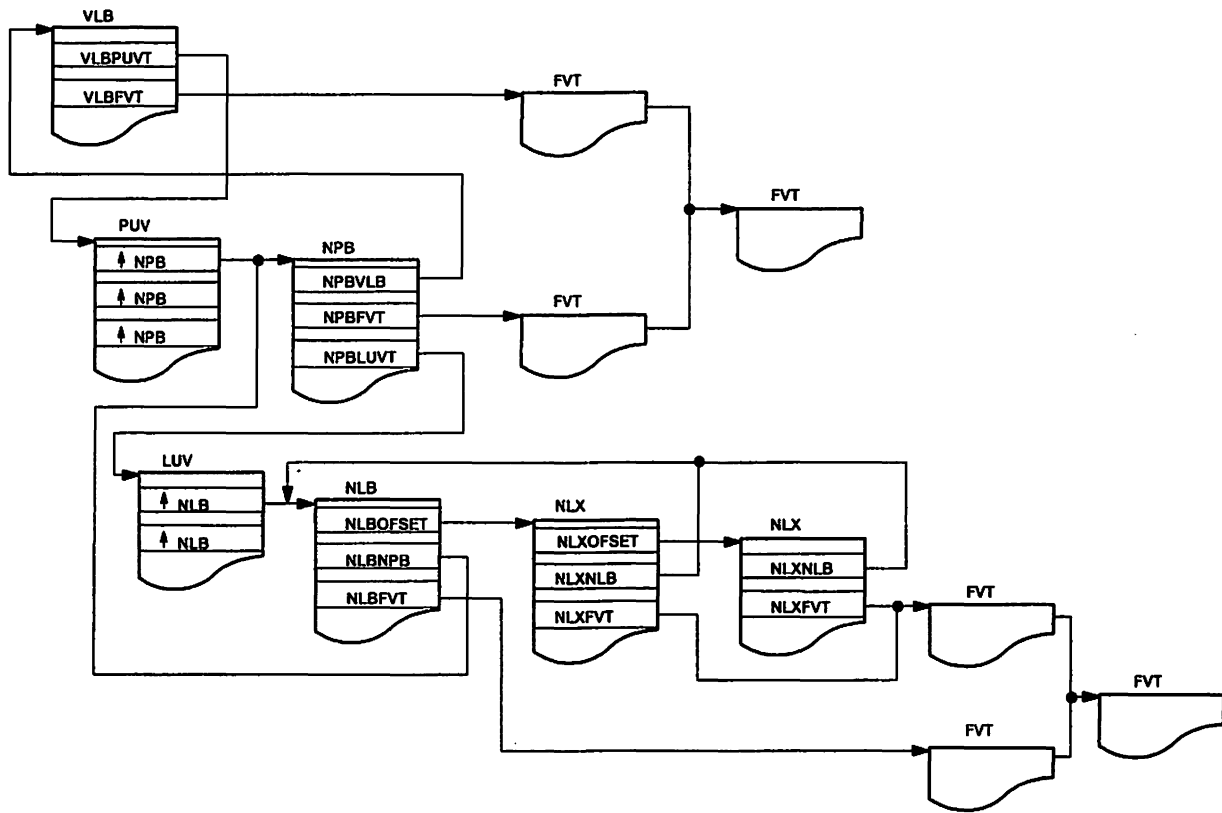 VLB
VLBPUVT
VLBFVT
FVT
FVT
PUV
↑ NPB
↑ NPB
↑ NPB
NPB
NPBVLB
NPBFVT
NPBLUVT
FVT
LUV
↑ NLB
↑ NLB
NLB
NLBOFSET
NLBNPB
NLBFVT
NLX
NLXOFSET
NLXNLB
NLXFVT
NLX
NLXNLB
NLXFVT
FVT
FVT
FVT